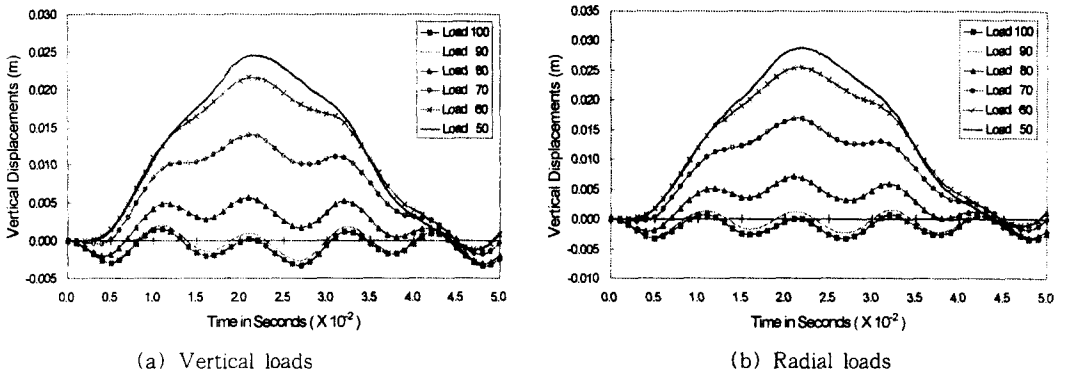 0.030
0.025
0.020
0.015
0.010
0.005
0.000
-0.005
Vertical Displacements (m)
0.0 0.5 1.0 1.5 2.0 2.5 3.0 3.5 4.0 4.5 5.0
Time in Seconds ( X 10⁻² )
Load 100
Load 90
Load 80
Load 70
Load 60
Load 50
(a) Vertical loads
0.035
0.030
0.025
0.020
0.015
0.010
0.005
0.000
-0.005
-0.010
Vertical Displacements (m)
0.0 0.5 1.0 1.5 2.0 2.5 3.0 3.5 4.0 4.5 5.0
Time in Seconds ( X 10⁻² )
Load 100
Load 90
Load 80
Load 70
Load 60
Load 50
(b) Radial loads